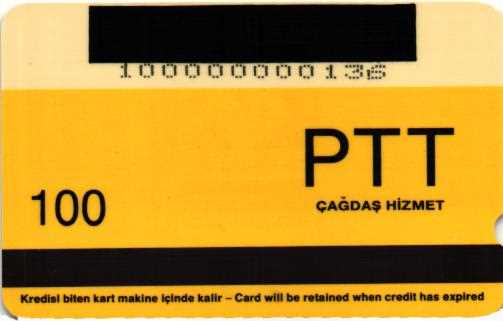 100000000136
PTT
ÇAĞDAŞ HİZMET
100
Kredisi biten kart makine içinde kalir – Card will be retained when credit has expired